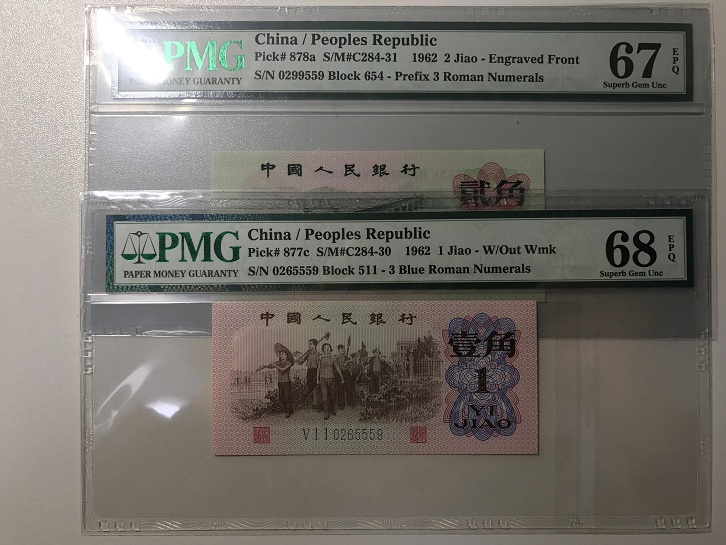 PMG
PAPER MONEY GUARANTY
China / Peoples Republic
Pick# 878a S/M#C284-31 1962 2 Jiao - Engraved Front
S/N 0299559 Block 654 - Prefix 3 Roman Numerals
67 EPQ
Superb Gem Unc
中國人民銀行
貳角
PMG
PAPER MONEY GUARANTY
China / Peoples Republic
Pick# 877c S/M#C284-30 1962 1 Jiao - W/Out Wmk
S/N 0265559 Block 511 - 3 Blue Roman Numerals
68 EPQ
Superb Gem Unc
中國人民銀行
壹角
1
YI
JIAO
VII0265559